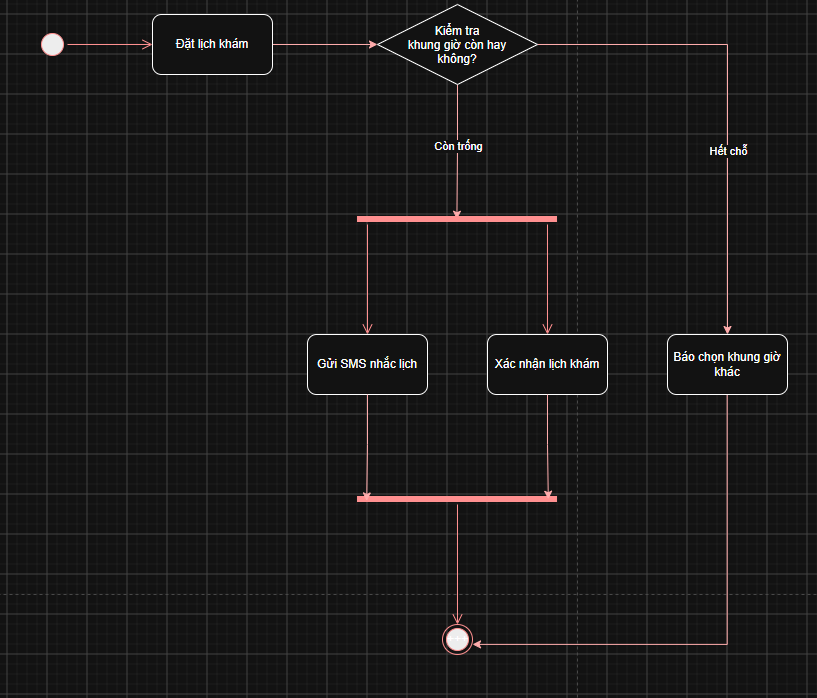 Đặt lịch khám
Kiểm tra
khung giờ còn hay
không?
Còn trống
Hết chỗ
Gửi SMS nhắc lịch
Xác nhận lịch khám
Báo chọn khung giờ
khác